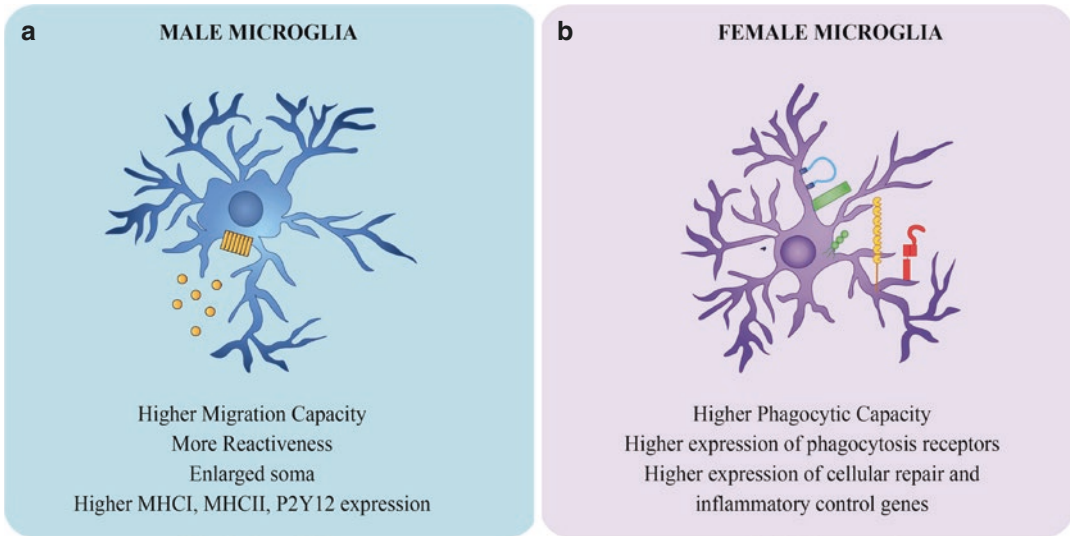 a
MALE MICROGLIA
Higher Migration Capacity
More Reactiveness
Enlarged soma
Higher MHCI, MHCII, P2Y12 expression
b
FEMALE MICROGLIA
Higher Phagocytic Capacity
Higher expression of phagocytosis receptors
Higher expression of cellular repair and
inflammatory control genes